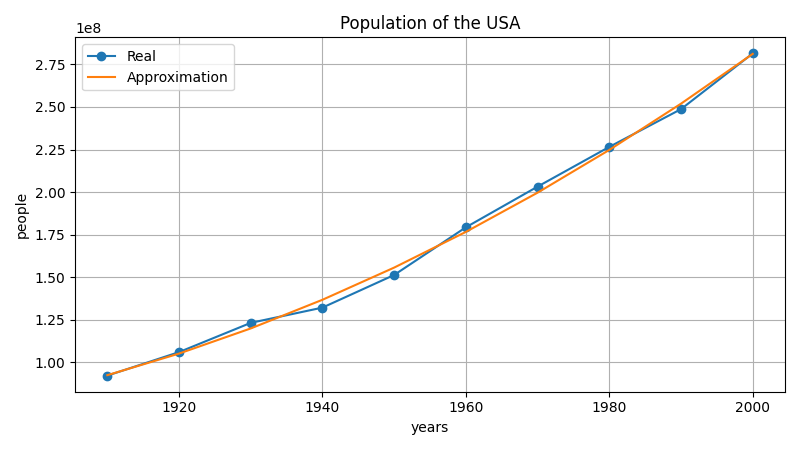 Population of the USA
1e8
Real
Approximation
2.75
2.50
2.25
2.00
1.75
1.50
1.25
1.00
people
1920 1940 1960 1980 2000
years